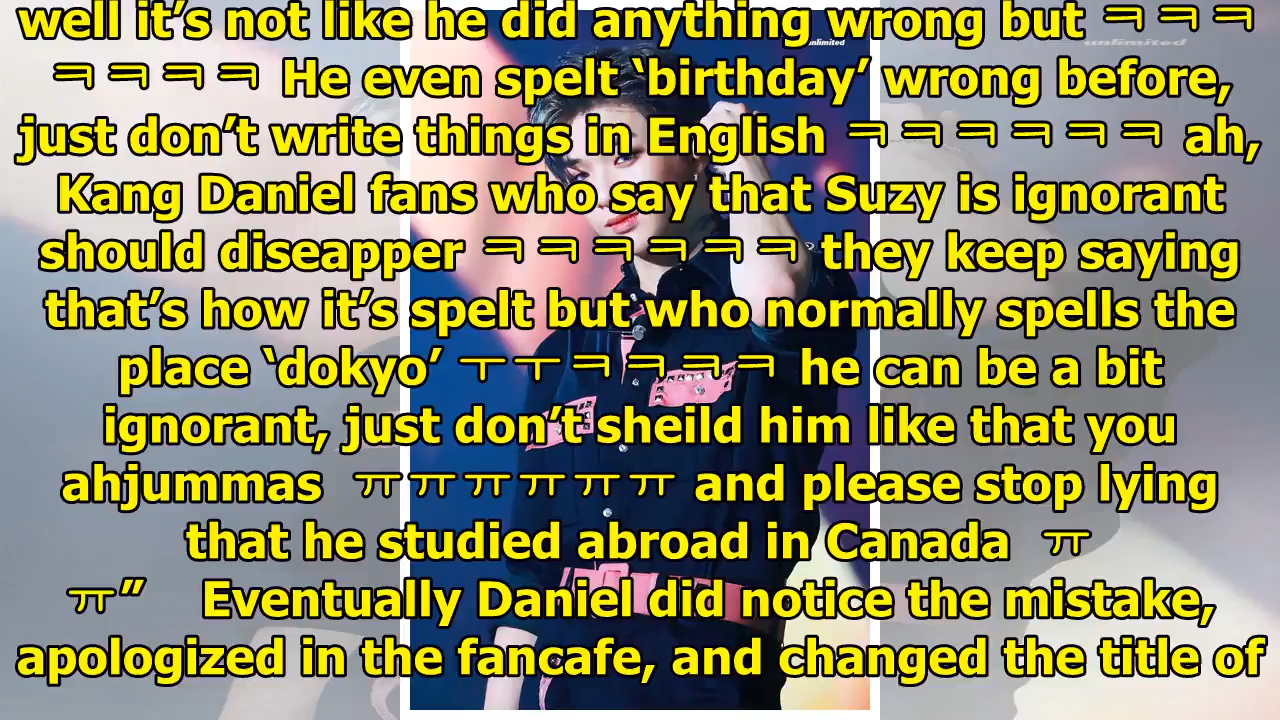 well it’s not like he did anything wrong but ㅋㅋㅋ
ㅋㅋㅋㅋ He even spelt ‘birthday’ wrong before,
just don’t write things in English ㅋㅋㅋㅋㅋㅋ ah,
Kang Daniel fans who say that Suzy is ignorant
should diseapper ㅋㅋㅋㅋㅋㅋ they keep saying
that’s how it’s spelt but who normally spells the
place ‘dokyo’ ㅜㅜㅋㅋㅋㅋ he can be a bit
ignorant, just don’t sheild him like that you
ahjummas ㅠㅠㅠㅠㅠㅠ and please stop lying
that he studied abroad in Canada ㅠ
ㅠ” Eventually Daniel did notice the mistake,
apologized in the fancafe, and changed the title of
unlimited
unlimited